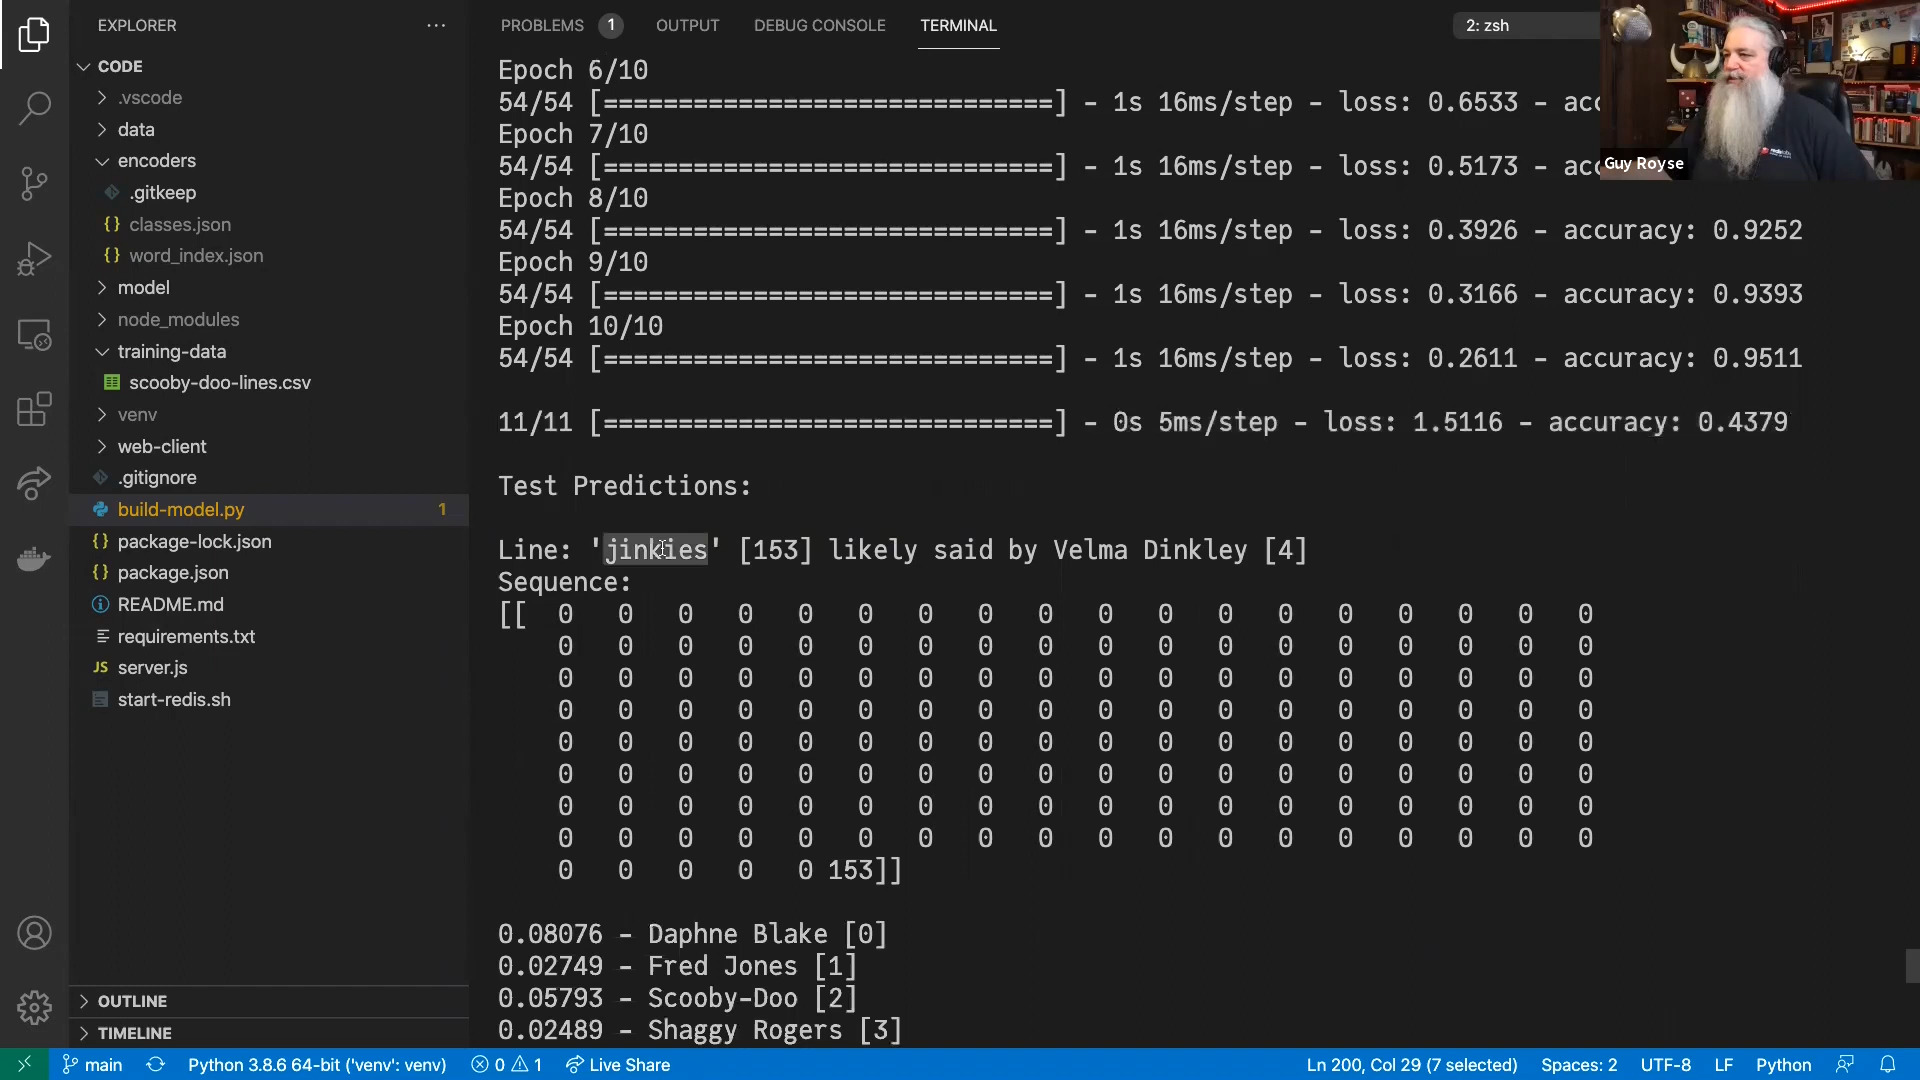 EXPLORER
CODE
.vscode
data
encoders
.gitkeep
{} classes.json
{} word_index.json
model
node_modules
training-data
scooby-doo-lines.csv
venv
web-client
.gitignore
build-model.py 1
{} package-lock.json
{} package.json
README.md
requirements.txt
JS server.js
start-redis.sh
OUTLINE
TIMELINE
PROBLEMS 1 OUTPUT DEBUG CONSOLE TERMINAL 2: zsh
Epoch 6/10
54/54 [==============================] - 1s 16ms/step - loss: 0.6533 - acc
Epoch 7/10
54/54 [==============================] - 1s 16ms/step - loss: 0.5173 - acc
Epoch 8/10
54/54 [==============================] - 1s 16ms/step - loss: 0.3926 - accuracy: 0.9252
Epoch 9/10
54/54 [==============================] - 1s 16ms/step - loss: 0.3166 - accuracy: 0.9393
Epoch 10/10
54/54 [==============================] - 1s 16ms/step - loss: 0.2611 - accuracy: 0.9511
11/11 [==============================] - 0s 5ms/step - loss: 1.5116 - accuracy: 0.4379
Test Predictions:
Line: 'jinkies' [153] likely said by Velma Dinkley [4]
Sequence:
[[ 0 0 0 0 0 0 0 0 0 0 0 0 0 0 0 0 0 0
0 0 0 0 0 0 0 0 0 0 0 0 0 0 0 0 0 0
0 0 0 0 0 0 0 0 0 0 0 0 0 0 0 0 0 0
0 0 0 0 0 0 0 0 0 0 0 0 0 0 0 0 0 0
0 0 0 0 0 0 0 0 0 0 0 0 0 0 0 0 0 0
0 0 0 0 0 0 0 0 0 0 0 0 0 0 0 0 0 0
0 0 0 0 0 0 0 0 0 0 0 0 0 0 0 0 0 0
0 0 0 0 0 0 0 0 0 0 0 0 0 0 0 0 0 0
0 0 0 0 0 153]]
0.08076 - Daphne Blake [0]
0.02749 - Fred Jones [1]
0.05793 - Scooby-Doo [2]
0.02489 - Shaggy Rogers [3]
Guy Royse
main Python 3.8.6 64-bit ('venv': venv) 0 1 Live Share Ln 200, Col 29 (7 selected) Spaces: 2 UTF-8 LF Python